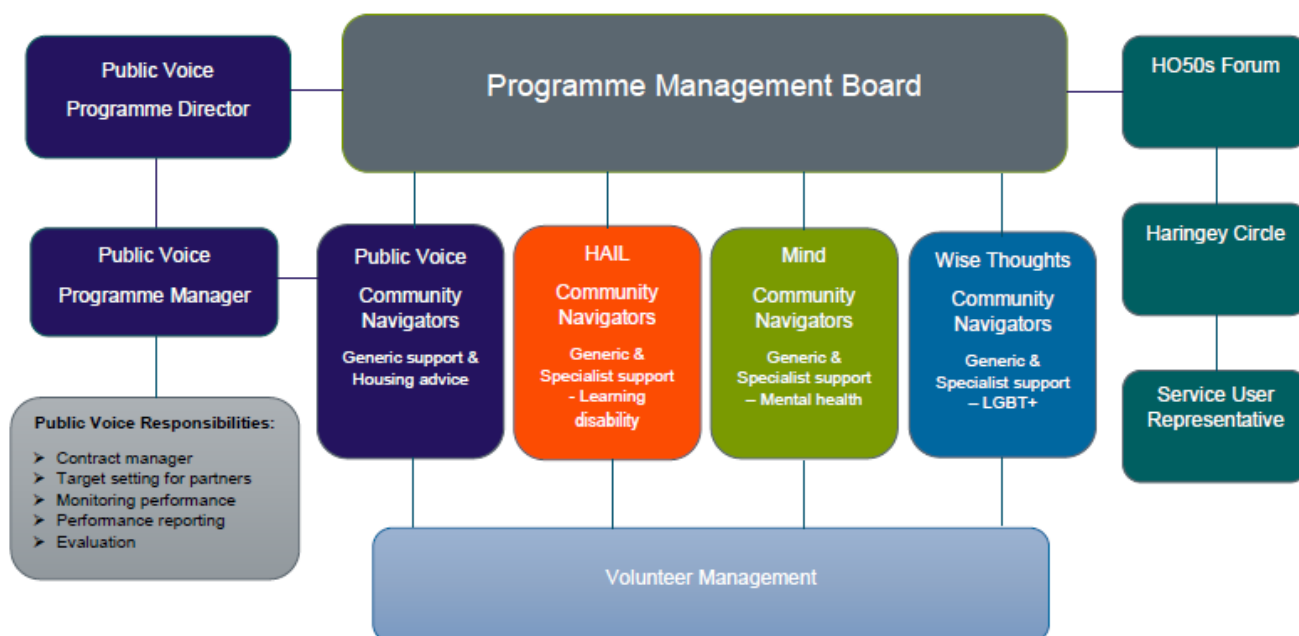 Public Voice
Programme Director
Programme Management Board
HO50s Forum
Public Voice
Programme Manager
Public Voice
Community
Navigators
Generic support &
Housing advice
HAIL
Community
Navigators
Generic &
Specialist support
- Learning
disability
Mind
Community
Navigators
Generic &
Specialist support
– Mental health
Wise Thoughts
Community
Navigators
Generic &
Specialist support
– LGBT+
Haringey Circle
Service User
Representative
Public Voice Responsibilities:
➢ Contract manager
➢ Target setting for partners
➢ Monitoring performance
➢ Performance reporting
➢ Evaluation
Volunteer Management